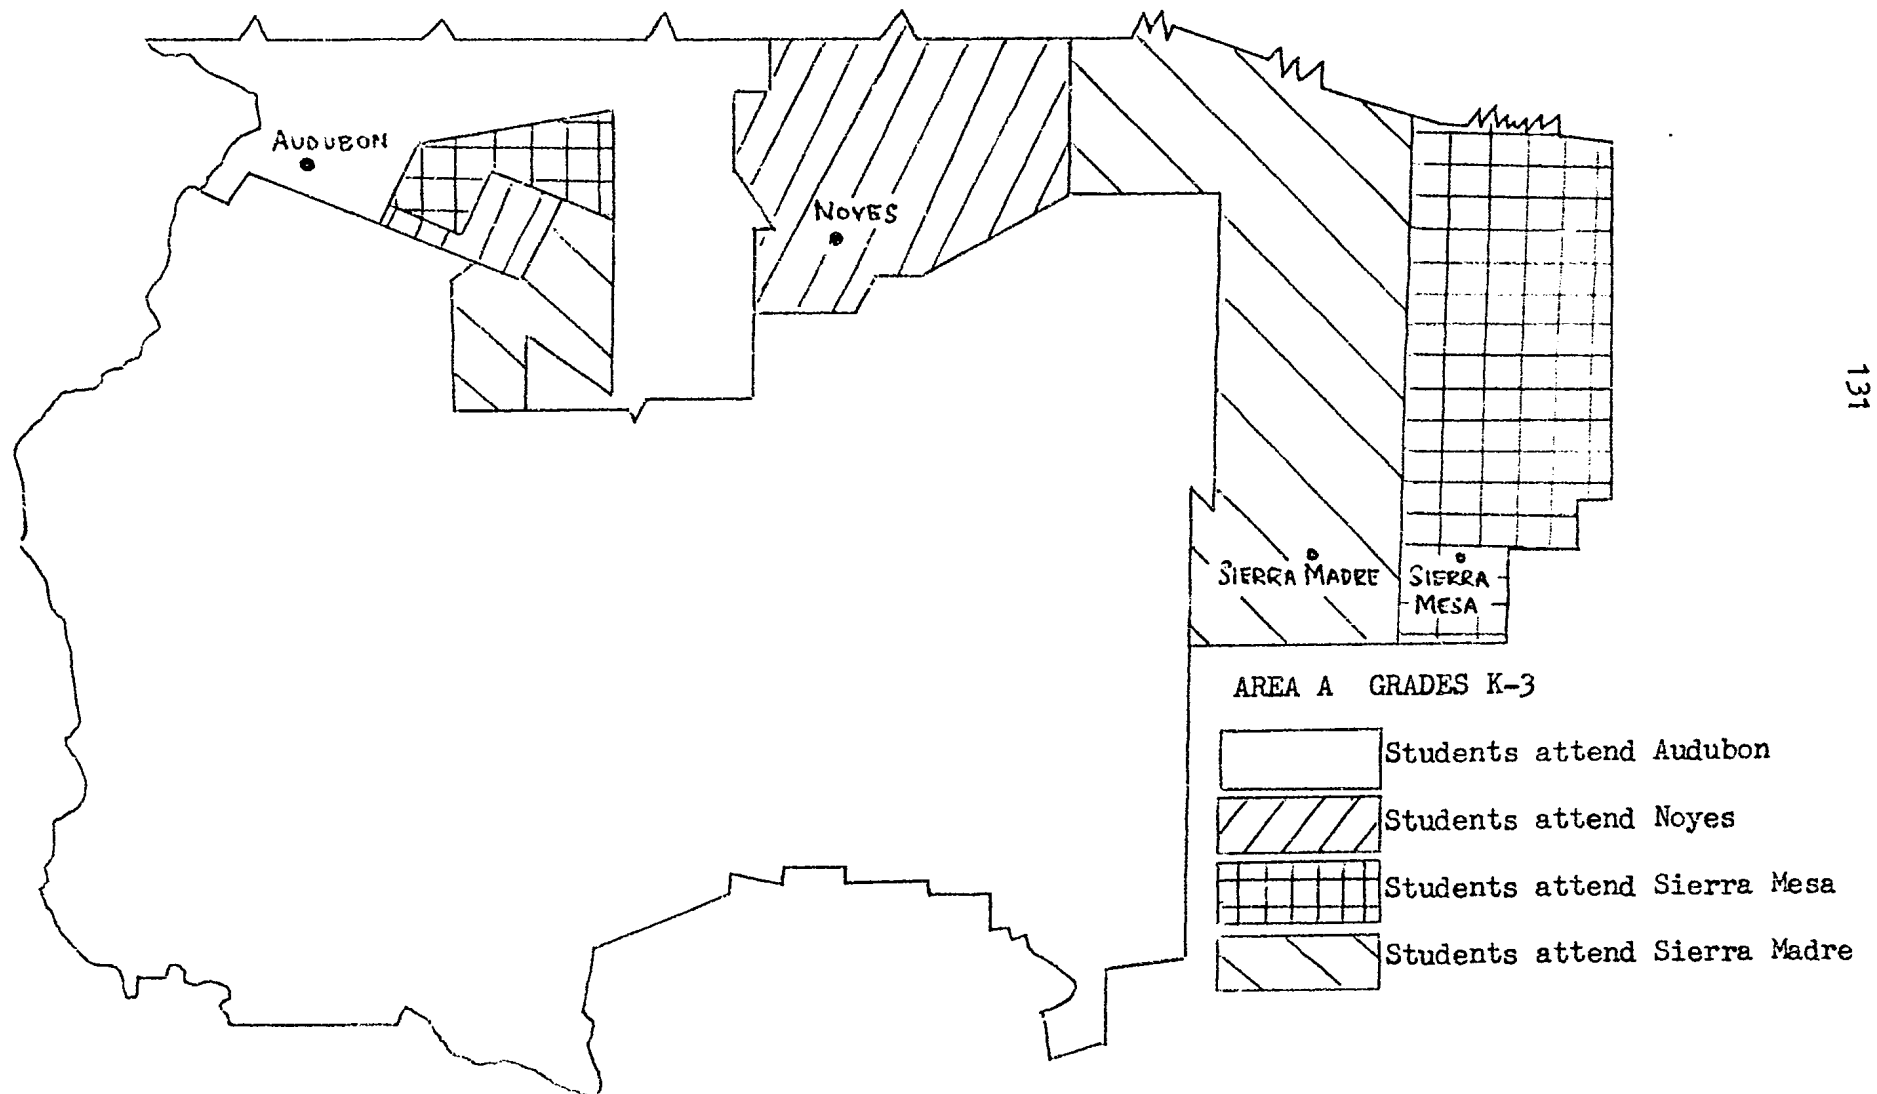 AUDUBON
NOYES
131
SIERRA MADRE
SIERRA
MESA
AREA A GRADES K-3
Students attend Audubon
Students attend Noyes
Students attend Sierra Mesa
Students attend Sierra Madre